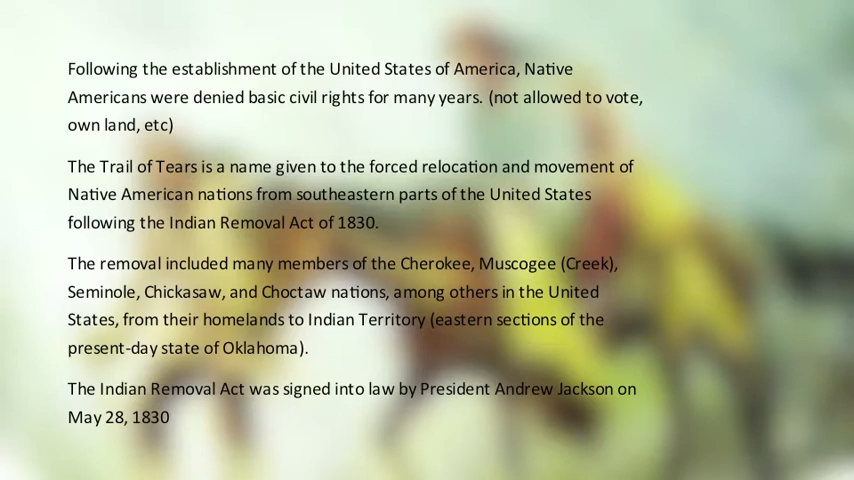 Following the establishment of the United States of America, Native
Americans were denied basic civil rights for many years. (not allowed to vote,
own land, etc)
The Trail of Tears is a name given to the forced relocation and movement of
Native American nations from southeastern parts of the United States
following the Indian Removal Act of 1830.
The removal included many members of the Cherokee, Muscogee (Creek),
Seminole, Chickasaw, and Choctaw nations, among others in the United
States, from their homelands to Indian Territory (eastern sections of the
present-day state of Oklahoma).
The Indian Removal Act was signed into law by President Andrew Jackson on
May 28, 1830